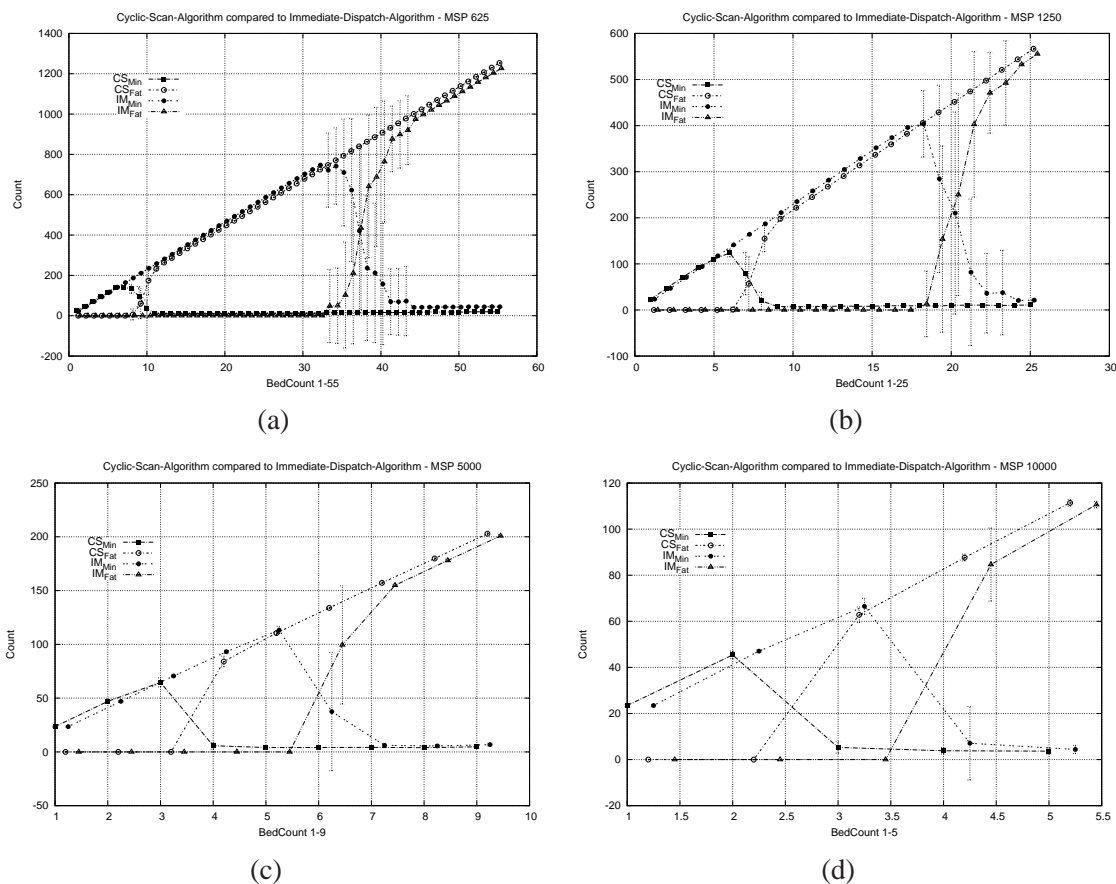 Cyclic-Scan-Algorithm compared to Immediate-Dispatch-Algorithm - MSP 625
1400
1200
1000
800
600
400
200
0
-200
Count
CSMin
CSFat
IMMin
IMFat
0 10 20 30 40 50 60
BedCount 1-55
(a)
Cyclic-Scan-Algorithm compared to Immediate-Dispatch-Algorithm - MSP 1250
600
500
400
300
200
100
0
-100
Count
CSMin
CSFat
IMMin
IMFat
0 5 10 15 20 25 30
BedCount 1-25
(b)
Cyclic-Scan-Algorithm compared to Immediate-Dispatch-Algorithm - MSP 5000
250
200
150
100
50
0
-50
Count
CSMin
CSFat
IMMin
IMFat
1 2 3 4 5 6 7 8 9 10
BedCount 1-9
(c)
Cyclic-Scan-Algorithm compared to Immediate-Dispatch-Algorithm - MSP 10000
120
100
80
60
40
20
0
-20
Count
CSMin
CSFat
IMMin
IMFat
1 1.5 2 2.5 3 3.5 4 4.5 5 5.5
BedCount 1-5
(d)